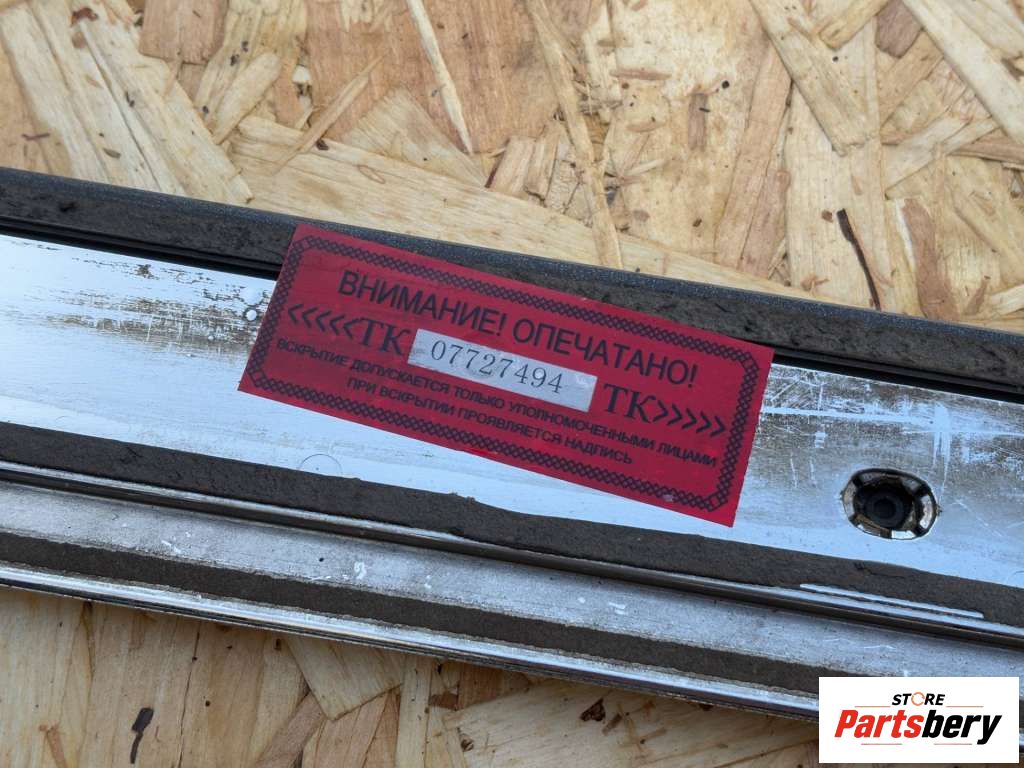 ВНИМАНИЕ! ОПЕЧАТАНО!
<<<<<ТК 07727494 ТК>>>>>
ВСКРЫТИЕ ДОПУСКАЕТСЯ ТОЛЬКО УПОЛНОМОЧЕННЫМИ ЛИЦАМИ
ПРИ ВСКРЫТИИ ПРОЯВЛЯЕТСЯ НАДПИСЬ
STORE
Partsbery